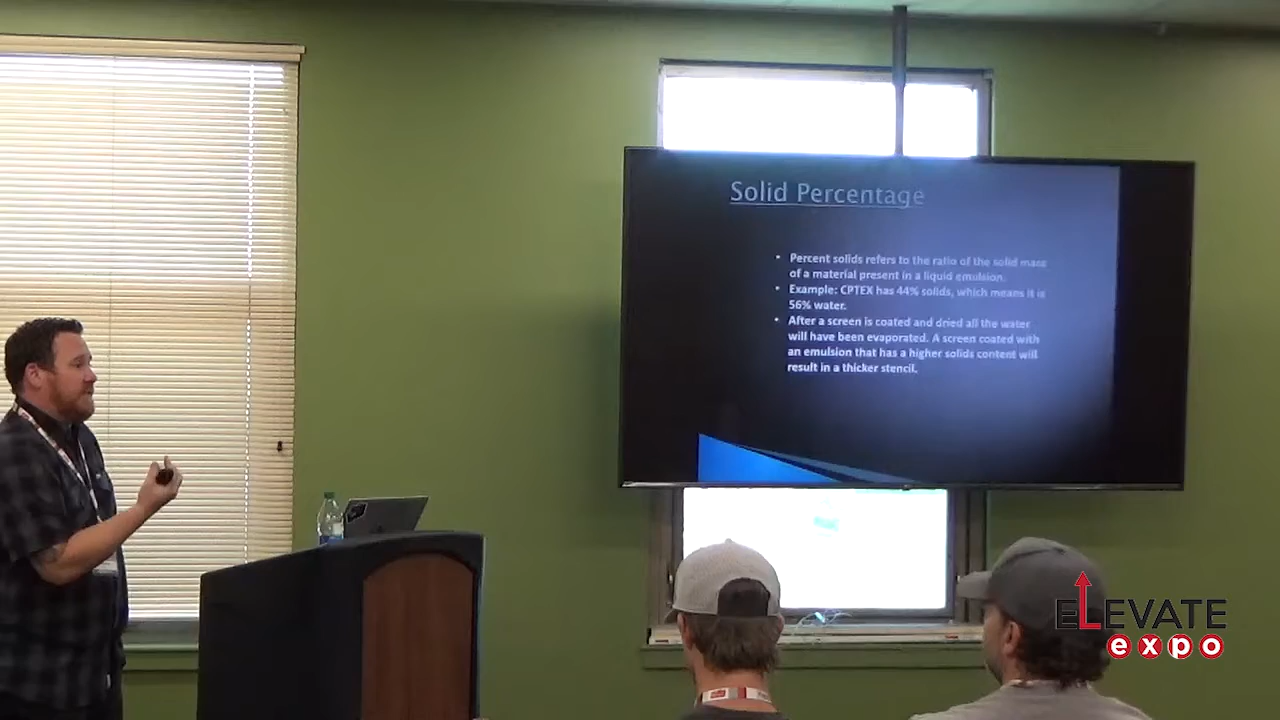 Solid Percentage
• Percent solids refers to the ratio of the solid mass
of a material present in a liquid emulsion.
• Example: CPTEX has 44% solids, which means it is
56% water.
• After a screen is coated and dried all the water
will have been evaporated. A screen coated with
an emulsion that has a higher solids content will
result in a thicker stencil.
ELEVATE
expo